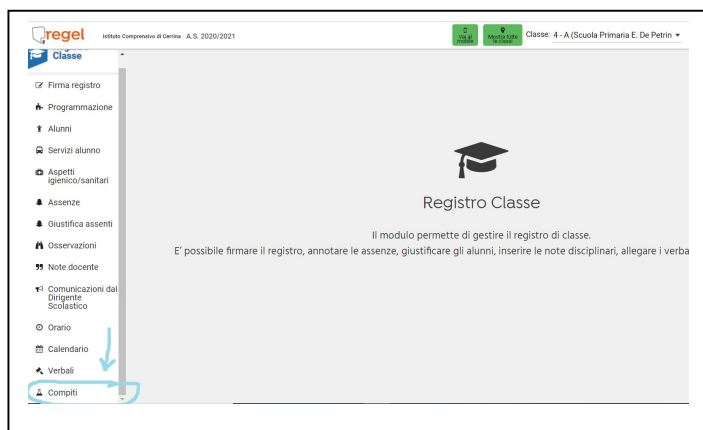 regel Istituto Comprensivo di Cerrina A.S. 2020/2021 Vai al modulo Mostra tutte le classi Classe: 4 - A (Scuola Primaria E. De Petrin
Classe
Firma registro
Programmazione
Alunni
Servizi alunno
Aspetti
igienico/sanitari
Assenze
Giustifica assenti
Osservazioni
Note docente
Comunicazioni dal
Dirigente
Scolastico
Orario
Calendario
Verbali
Compiti
Registro Classe
Il modulo permette di gestire il registro di classe.
E' possibile firmare il registro, annotare le assenze, giustificare gli alunni, inserire le note disciplinari, allegare i verba